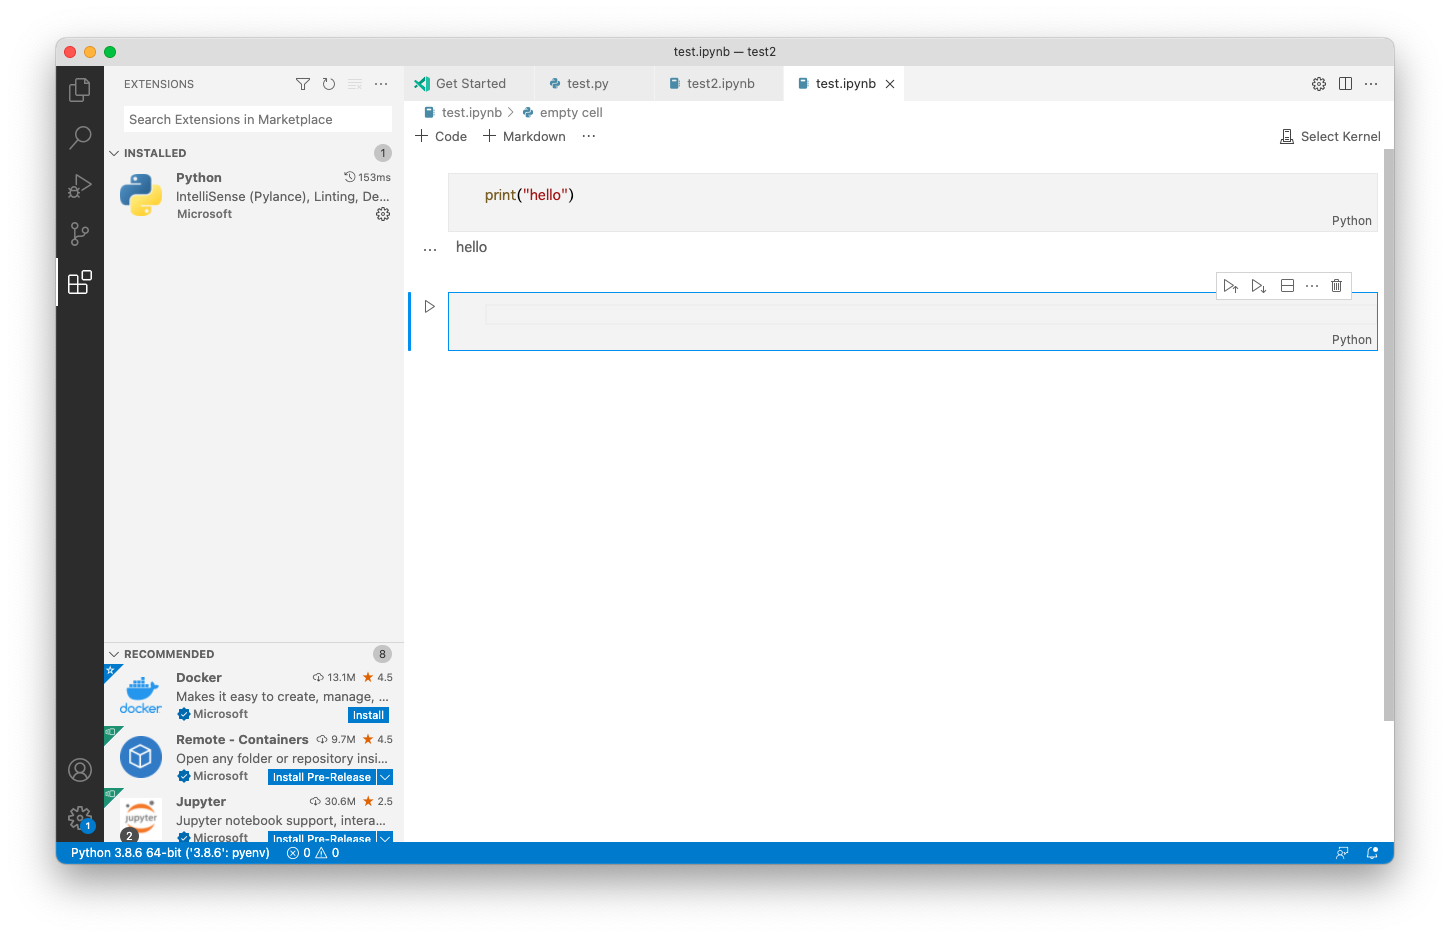 test.ipynb — test2
EXTENSIONS
Search Extensions in Marketplace
INSTALLED 1
Python 153ms
IntelliSense (Pylance), Linting, De...
Microsoft
RECOMMENDED 8
Docker 13.1M 4.5
Makes it easy to create, manage, ...
docker
Microsoft Install
Remote - Containers 9.7M 4.5
Open any folder or repository insi...
Microsoft Install Pre-Release
Jupyter 30.6M 2.5
jupyter
Jupyter notebook support, intera...
2
Microsoft Install Pre-Release
1
Get Started test.py test2.ipynb test.ipynb
test.ipynb > empty cell
Code Markdown ... Select Kernel
print("hello")
Python
... hello
Python
Python 3.8.6 64-bit ('3.8.6': pyenv) 0 0